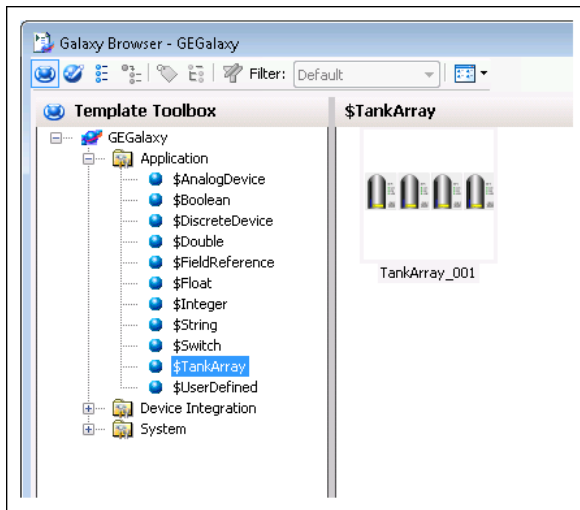 Galaxy Browser - GEGalaxy
Filter: Default
Template Toolbox
$TankArray
GEGalaxy
Application
$AnalogDevice
$Boolean
$DiscreteDevice
$Double
$FieldReference
$Float
$Integer
$String
$Switch
$TankArray
$UserDefined
Device Integration
System
TankArray_001